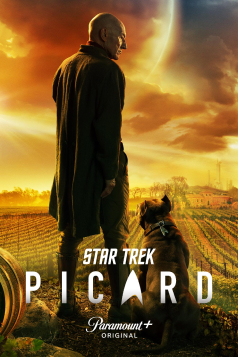 STAR TREK
PICARD
Paramount+
ORIGINAL